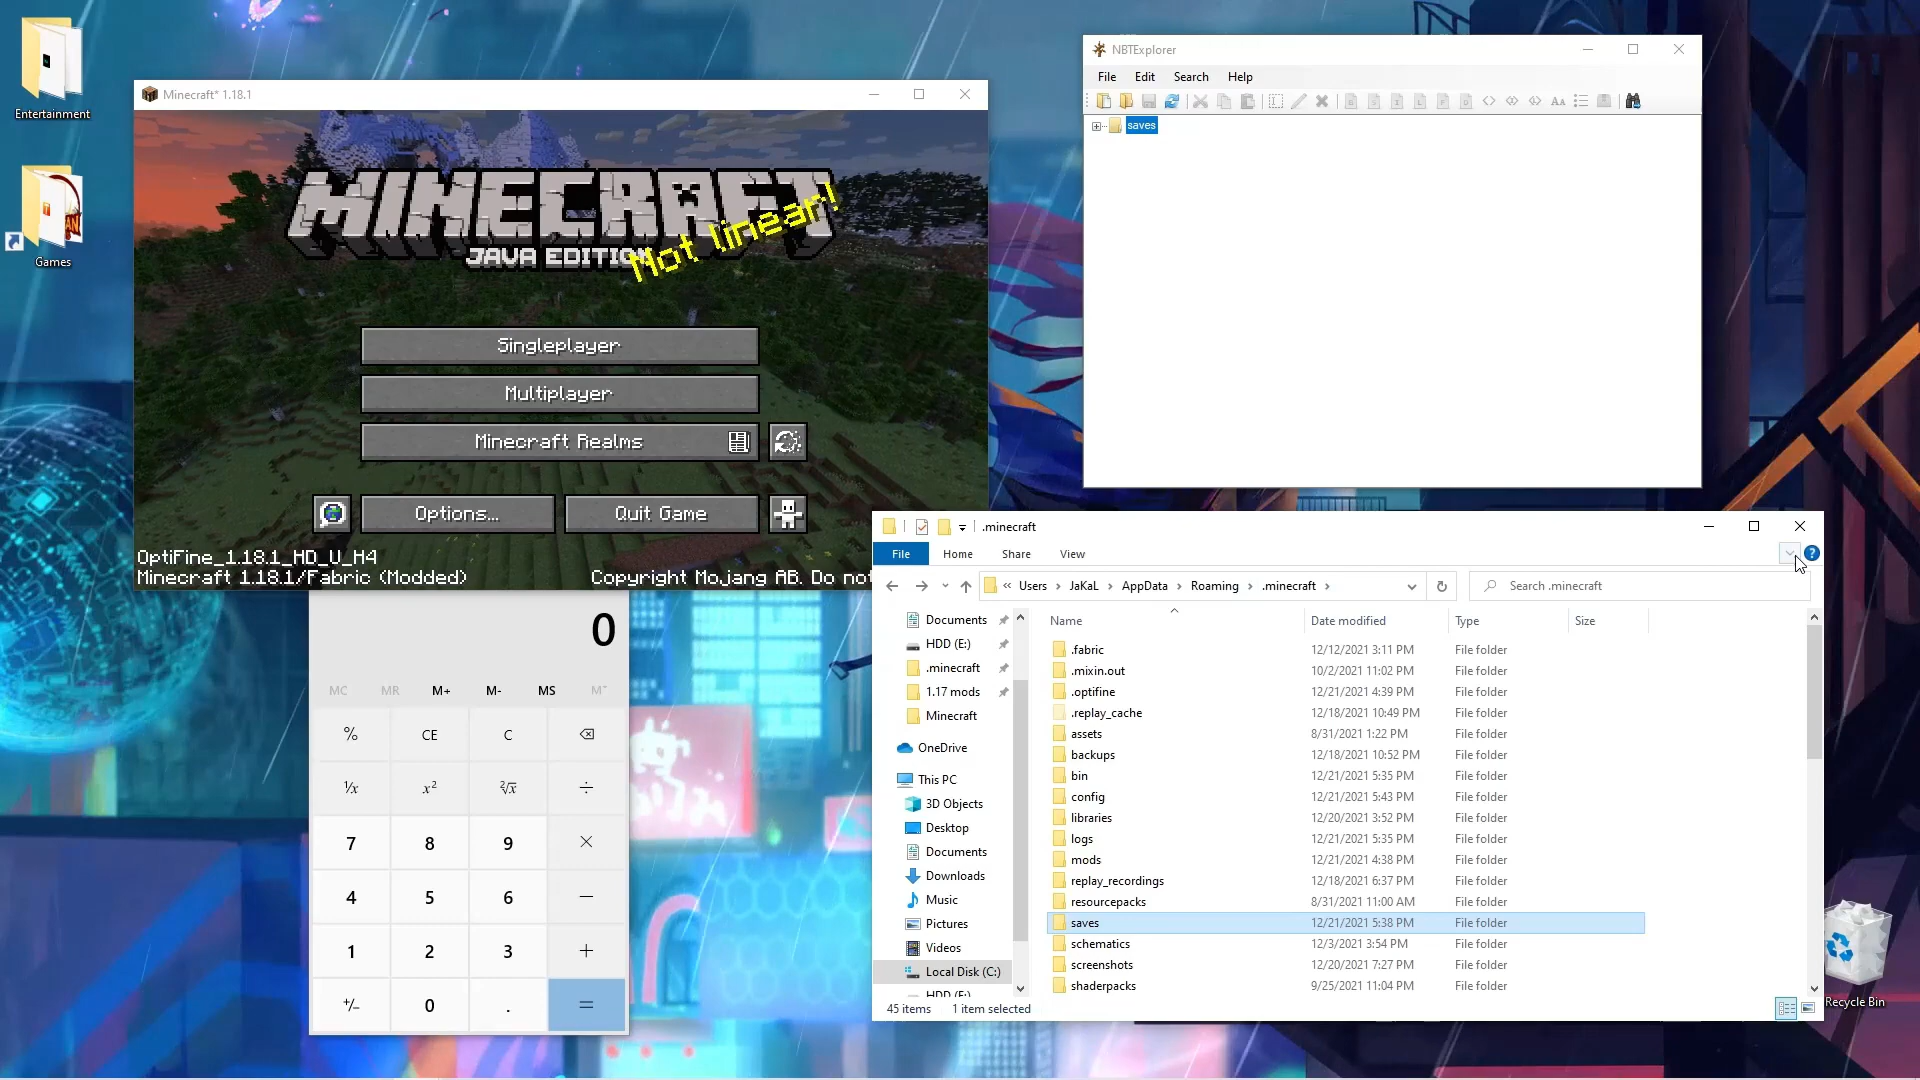 Entertainment
Games
Minecraft* 1.18.1
MINECRAFT
JAVA EDITION
Not linear!
Singleplayer
Multiplayer
Minecraft Realms
Options...
Quit Game
OptiFine_1.18.1_HD_U_H4
Minecraft 1.18.1/Fabric (Modded)
Copyright Mojang AB. Do not
0
MC MR M+ M- MS M˅
% CE C
¹/x x² ²√x ÷
7 8 9 ×
4 5 6 −
1 2 3 +
+/− 0 . =
NBTExplorer
File Edit Search Help
saves
.minecraft
File Home Share View
« Users › JaKaL › AppData › Roaming › .minecraft ›
Search .minecraft
Documents
HDD (E:)
.minecraft
1.17 mods
Minecraft
OneDrive
This PC
3D Objects
Desktop
Documents
Downloads
Music
Pictures
Videos
Local Disk (C:)
HDD (E:)
Name Date modified Type Size
.fabric 12/12/2021 3:11 PM File folder
.mixin.out 10/2/2021 11:02 PM File folder
.optifine 12/21/2021 4:39 PM File folder
.replay_cache 12/18/2021 10:49 PM File folder
assets 8/31/2021 1:22 PM File folder
backups 12/18/2021 10:52 PM File folder
bin 12/21/2021 5:35 PM File folder
config 12/21/2021 5:43 PM File folder
libraries 12/20/2021 3:52 PM File folder
logs 12/21/2021 5:35 PM File folder
mods 12/21/2021 4:38 PM File folder
replay_recordings 12/18/2021 6:37 PM File folder
resourcepacks 8/31/2021 11:00 AM File folder
saves 12/21/2021 5:38 PM File folder
schematics 12/3/2021 3:54 PM File folder
screenshots 12/20/2021 7:27 PM File folder
shaderpacks 9/25/2021 11:04 PM File folder
45 items 1 item selected
Recycle Bin